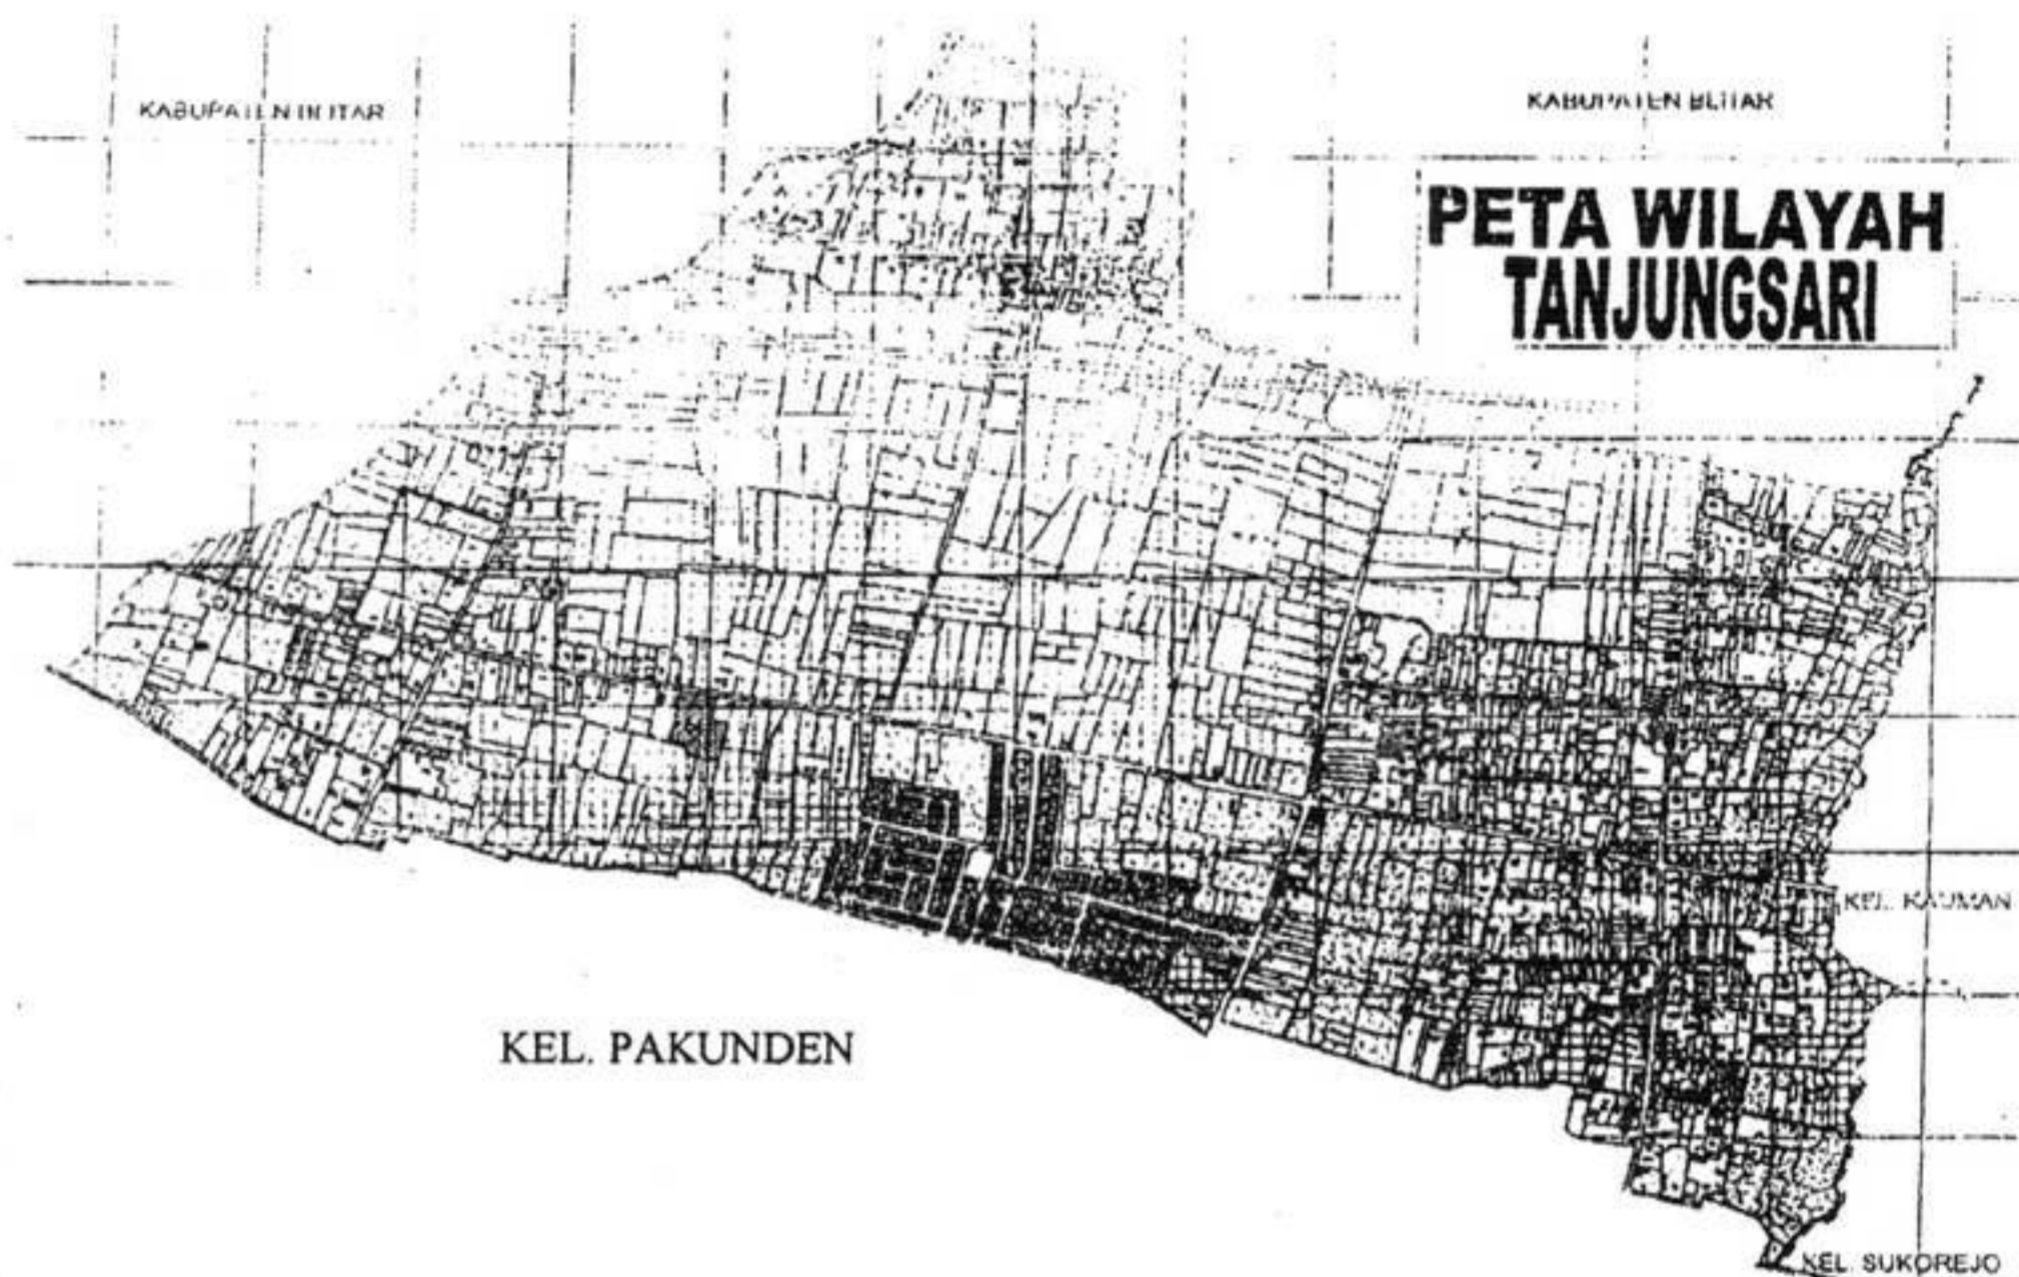 KABUPATEN BLITAR
KABUPATEN BLITAR
PETA WILAYAH
TANJUNGSARI
KEL. KAUMAN
KEL. PAKUNDEN
KEL. SUKOREJO